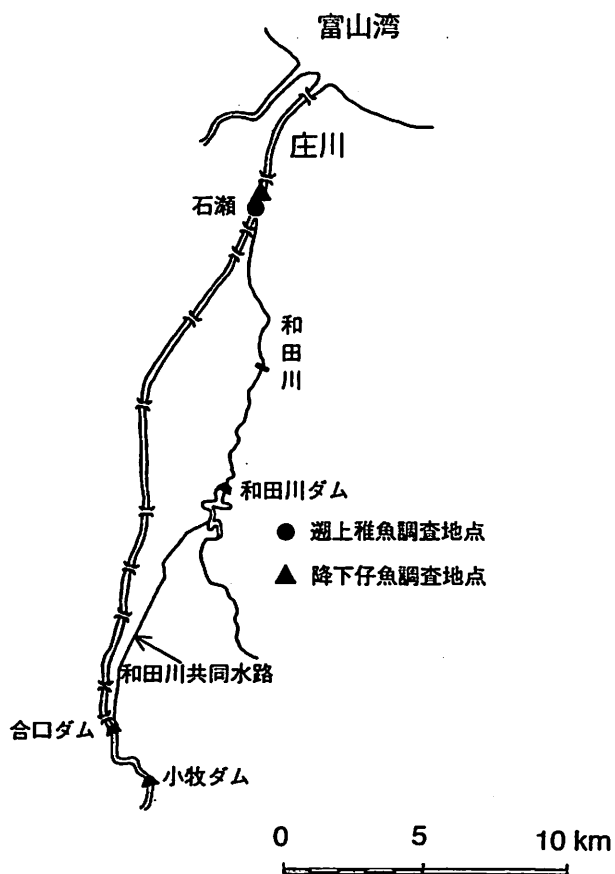 富山湾
庄川
石瀬
和田川
和田川ダム
● 遡上稚魚調査地点
▲ 降下仔魚調査地点
和田川共同水路
合口ダム
小牧ダム
0 5 10 km